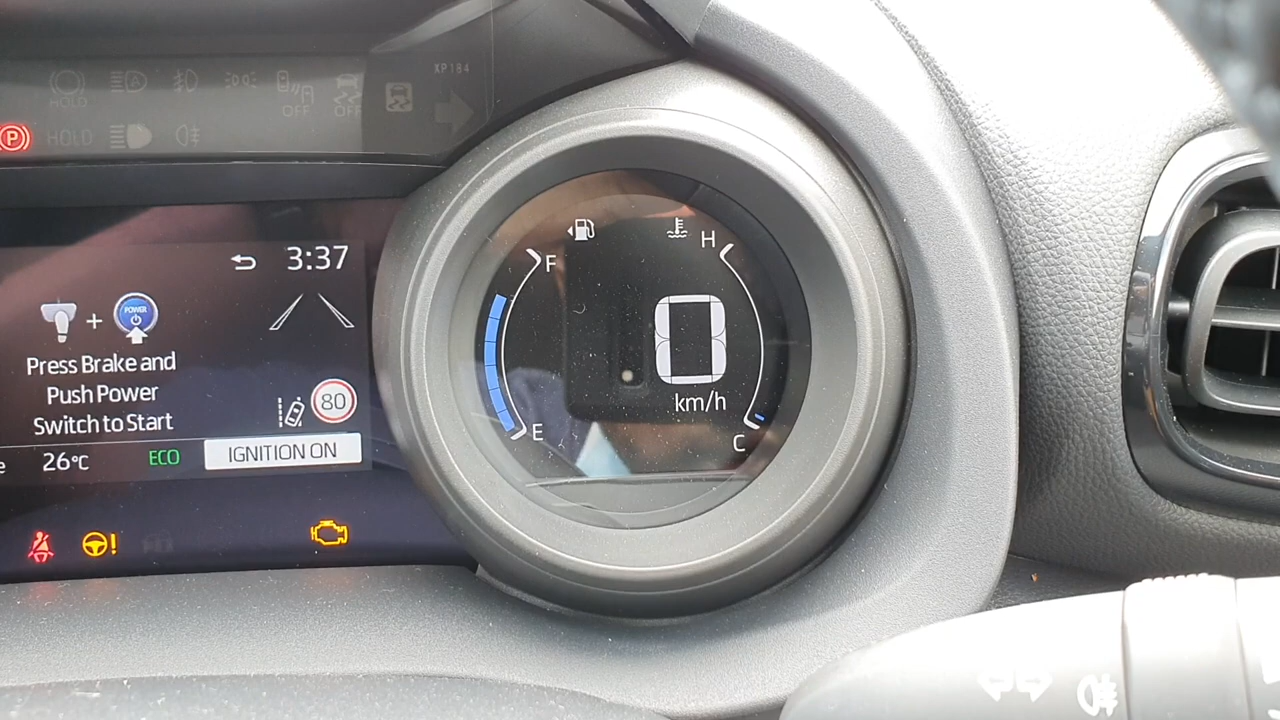 XP184
HOLD
OFF
OFF
P
HOLD
3:37
POWER
+
Press Brake and
Push Power
Switch to Start
80
e
26°C
ECO
IGNITION ON
!
F
H
0
km/h
E
C